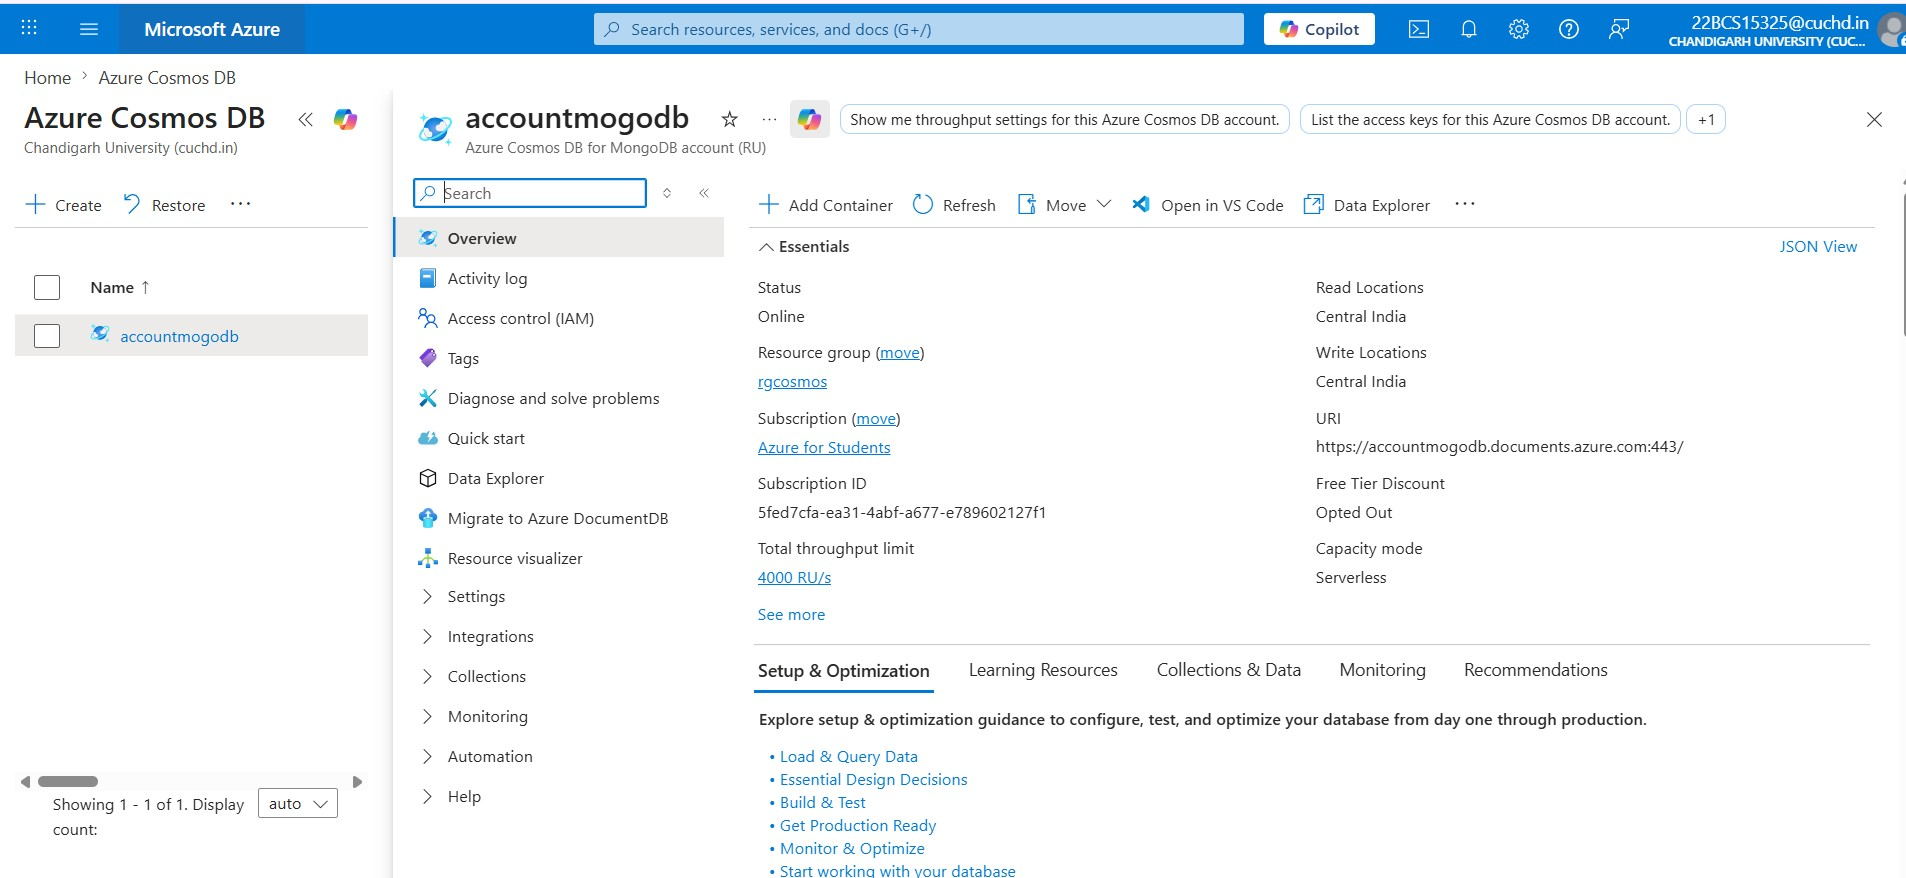 Microsoft Azure
Search resources, services, and docs (G+/)
Copilot
22BCS15325@cuchd.in
CHANDIGARH UNIVERSITY (CUC...
Home > Azure Cosmos DB
Azure Cosmos DB
Chandigarh University (cuchd.in)
Create
Restore
...
Name ↑
accountmogodb
Showing 1 - 1 of 1. Display
count:
auto
accountmogodb
...
Azure Cosmos DB for MongoDB account (RU)
Show me throughput settings for this Azure Cosmos DB account.
List the access keys for this Azure Cosmos DB account.
+1
Search
Overview
Activity log
Access control (IAM)
Tags
Diagnose and solve problems
Quick start
Data Explorer
Migrate to Azure DocumentDB
Resource visualizer
Settings
Integrations
Collections
Monitoring
Automation
Help
Add Container
Refresh
Move
Open in VS Code
Data Explorer
...
Essentials
JSON View
Status
Online
Resource group (move)
rgcosmos
Subscription (move)
Azure for Students
Subscription ID
5fed7cfa-ea31-4abf-a677-e789602127f1
Total throughput limit
4000 RU/s
See more
Read Locations
Central India
Write Locations
Central India
URI
https://accountmogodb.documents.azure.com:443/
Free Tier Discount
Opted Out
Capacity mode
Serverless
Setup & Optimization
Learning Resources
Collections & Data
Monitoring
Recommendations
Explore setup & optimization guidance to configure, test, and optimize your database from day one through production.
• Load & Query Data
• Essential Design Decisions
• Build & Test
• Get Production Ready
• Monitor & Optimize
• Start working with your database